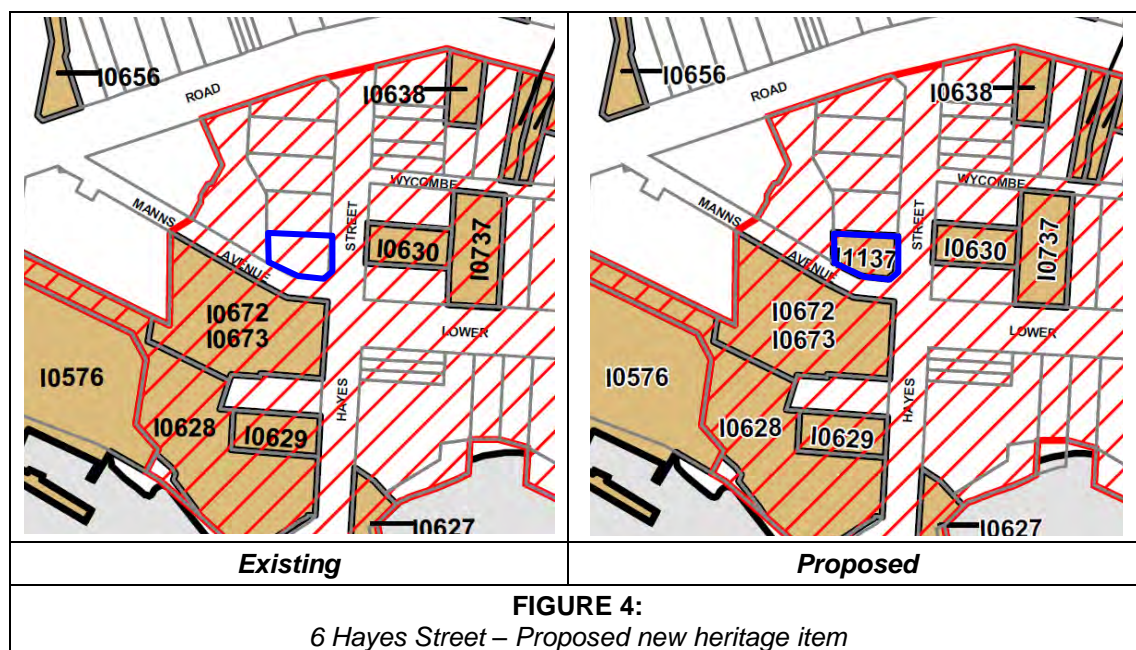 I0656
ROAD
I0638
WYCOMBE
MANNS
AVENUE
STREET
I0630
I0737
I0672
I0673
LOWER
I0576
HAYES
I0628
I0629
I0627
I0656
ROAD
I0638
WYCOMBE
MANNS
AVENUE
STREET
I1137
I0630
I0737
I0672
I0673
LOWER
I0576
HAYES
I0628
I0629
I0627
Existing
Proposed
FIGURE 4:
6 Hayes Street – Proposed new heritage item